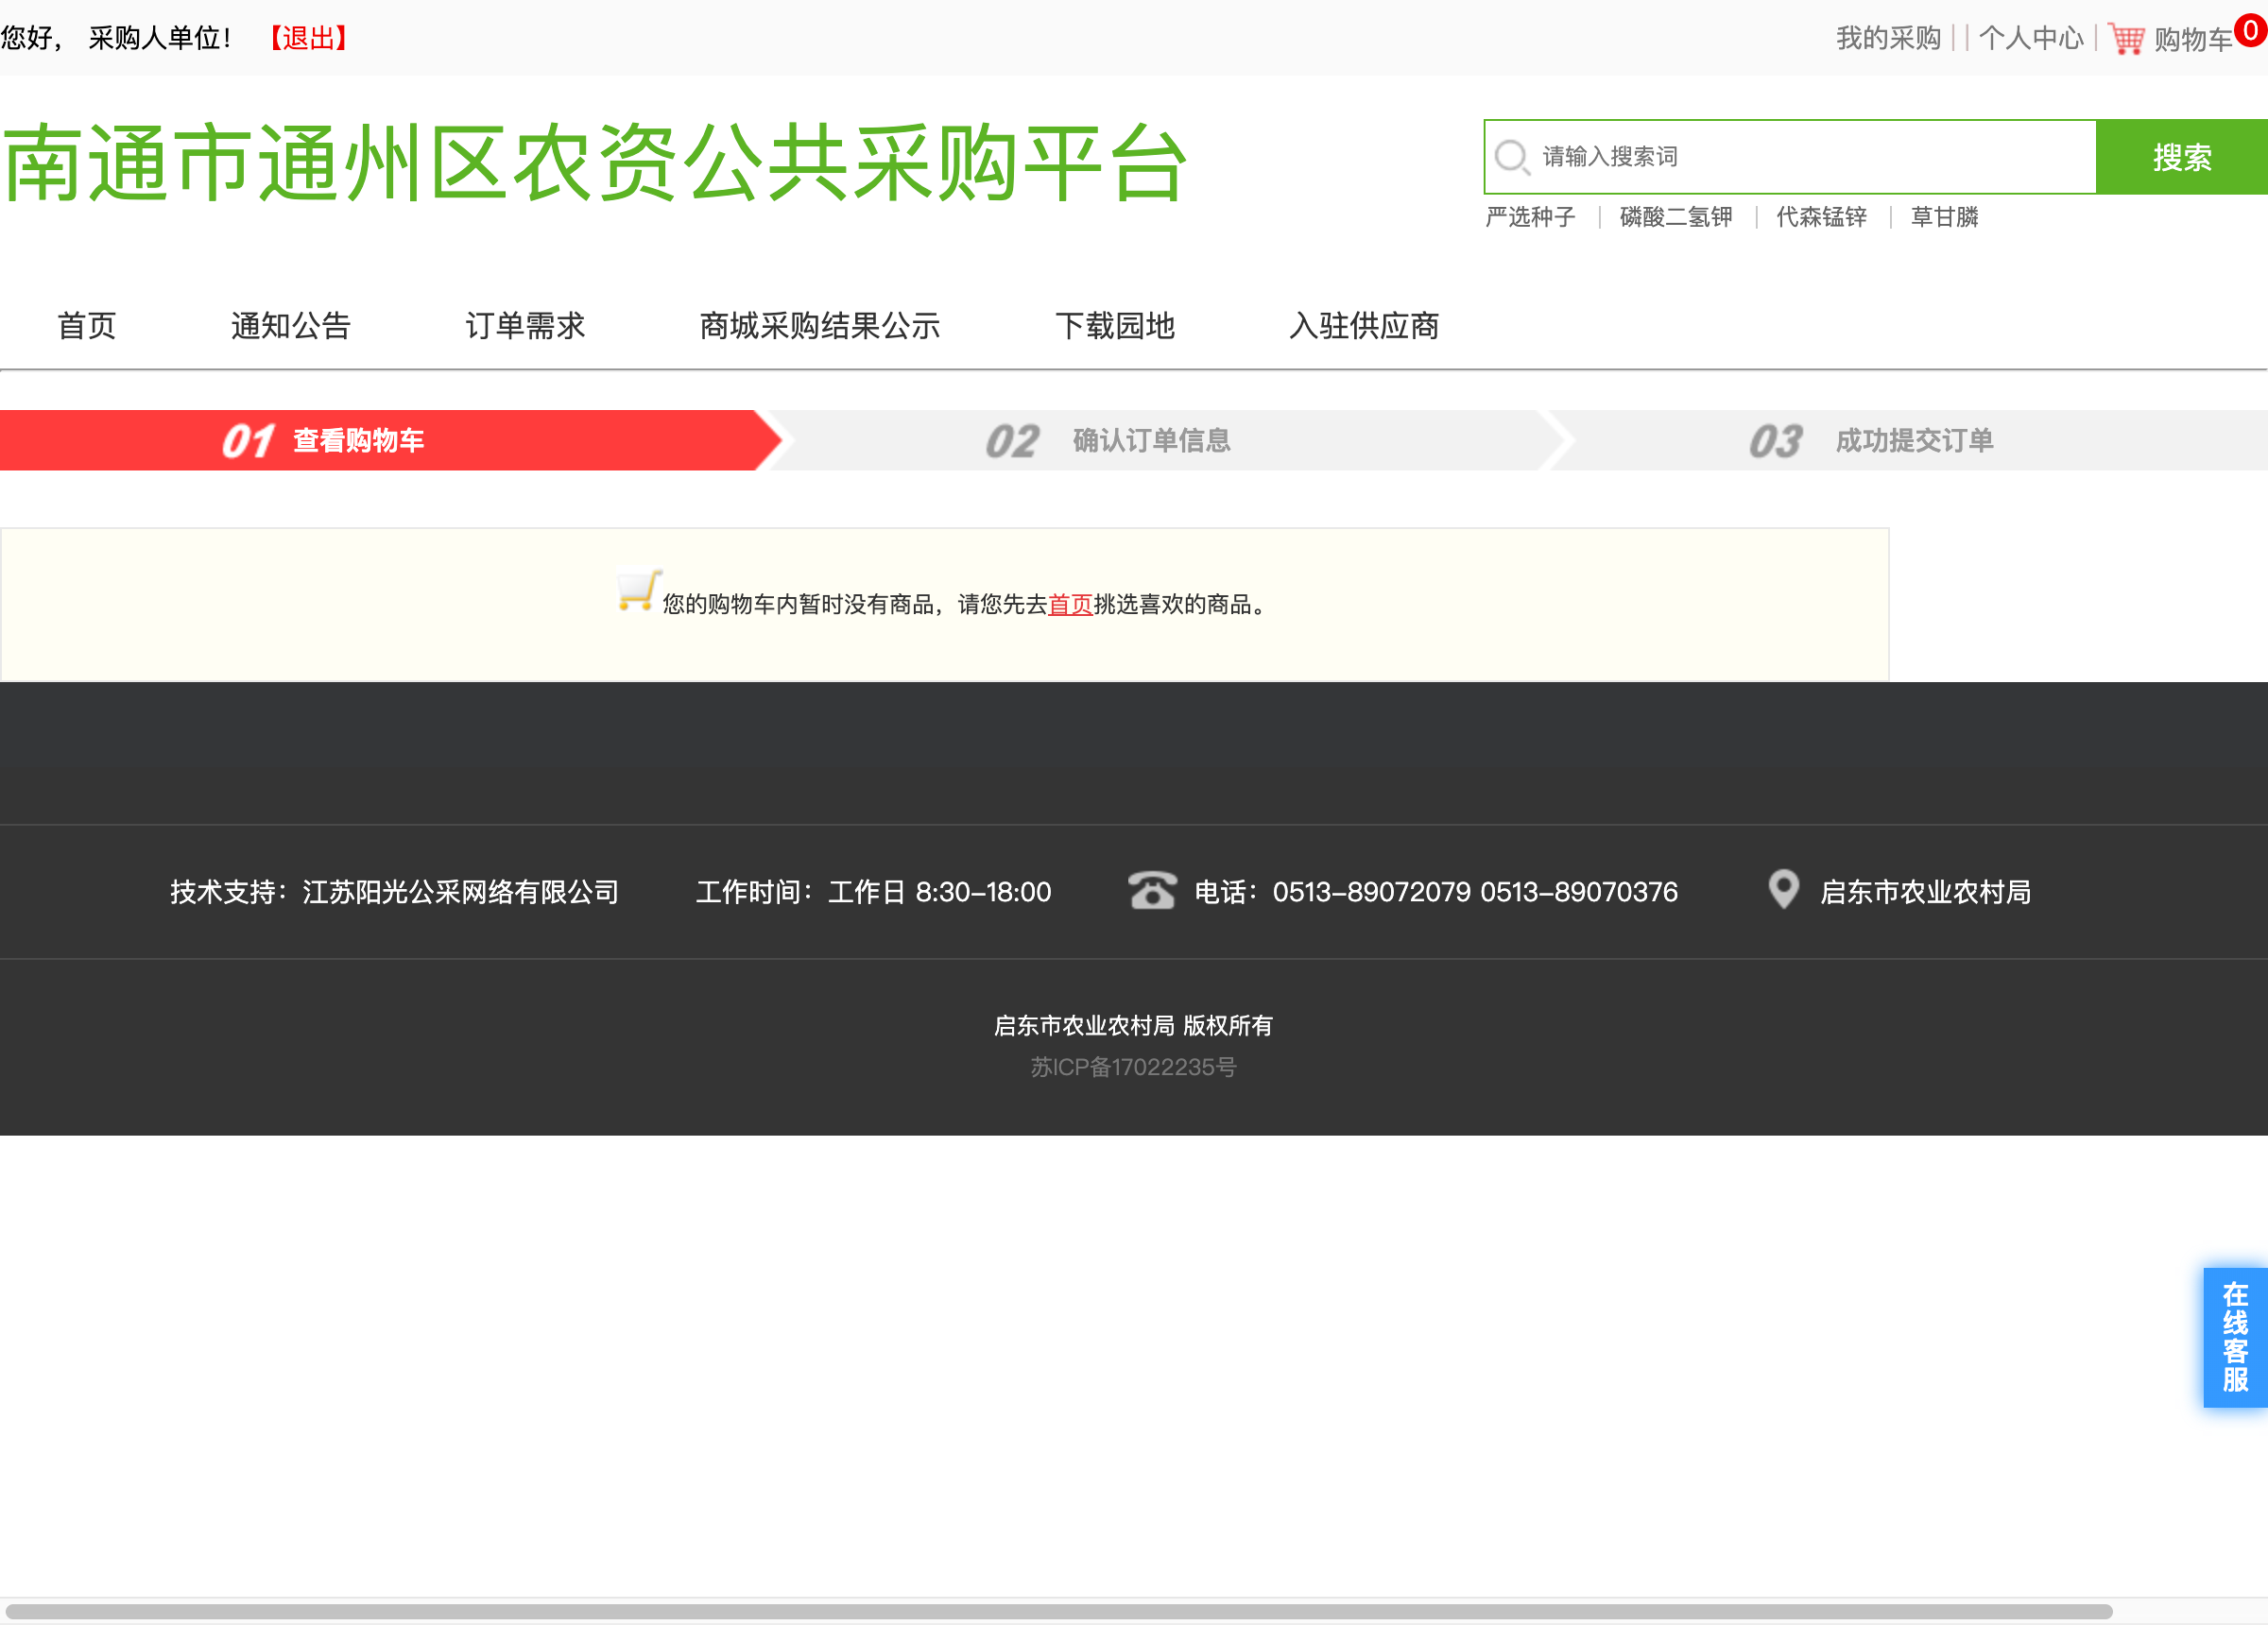 您好， 采购人单位！ 【退出】
我的采购 | | 个人中心 | 购物车 0
南通市通州区农资公共采购平台
请输入搜索词 搜索
严选种子 | 磷酸二氢钾 | 代森锰锌 | 草甘膦
首页 通知公告 订单需求 商城采购结果公示 下载园地 入驻供应商
01 查看购物车 02 确认订单信息 03 成功提交订单
您的购物车内暂时没有商品，请您先去首页挑选喜欢的商品。
技术支持：江苏阳光公采网络有限公司 工作时间：工作日 8:30-18:00 电话：0513-89072079 0513-89070376 启东市农业农村局
启东市农业农村局 版权所有
苏ICP备17022235号
在线客服